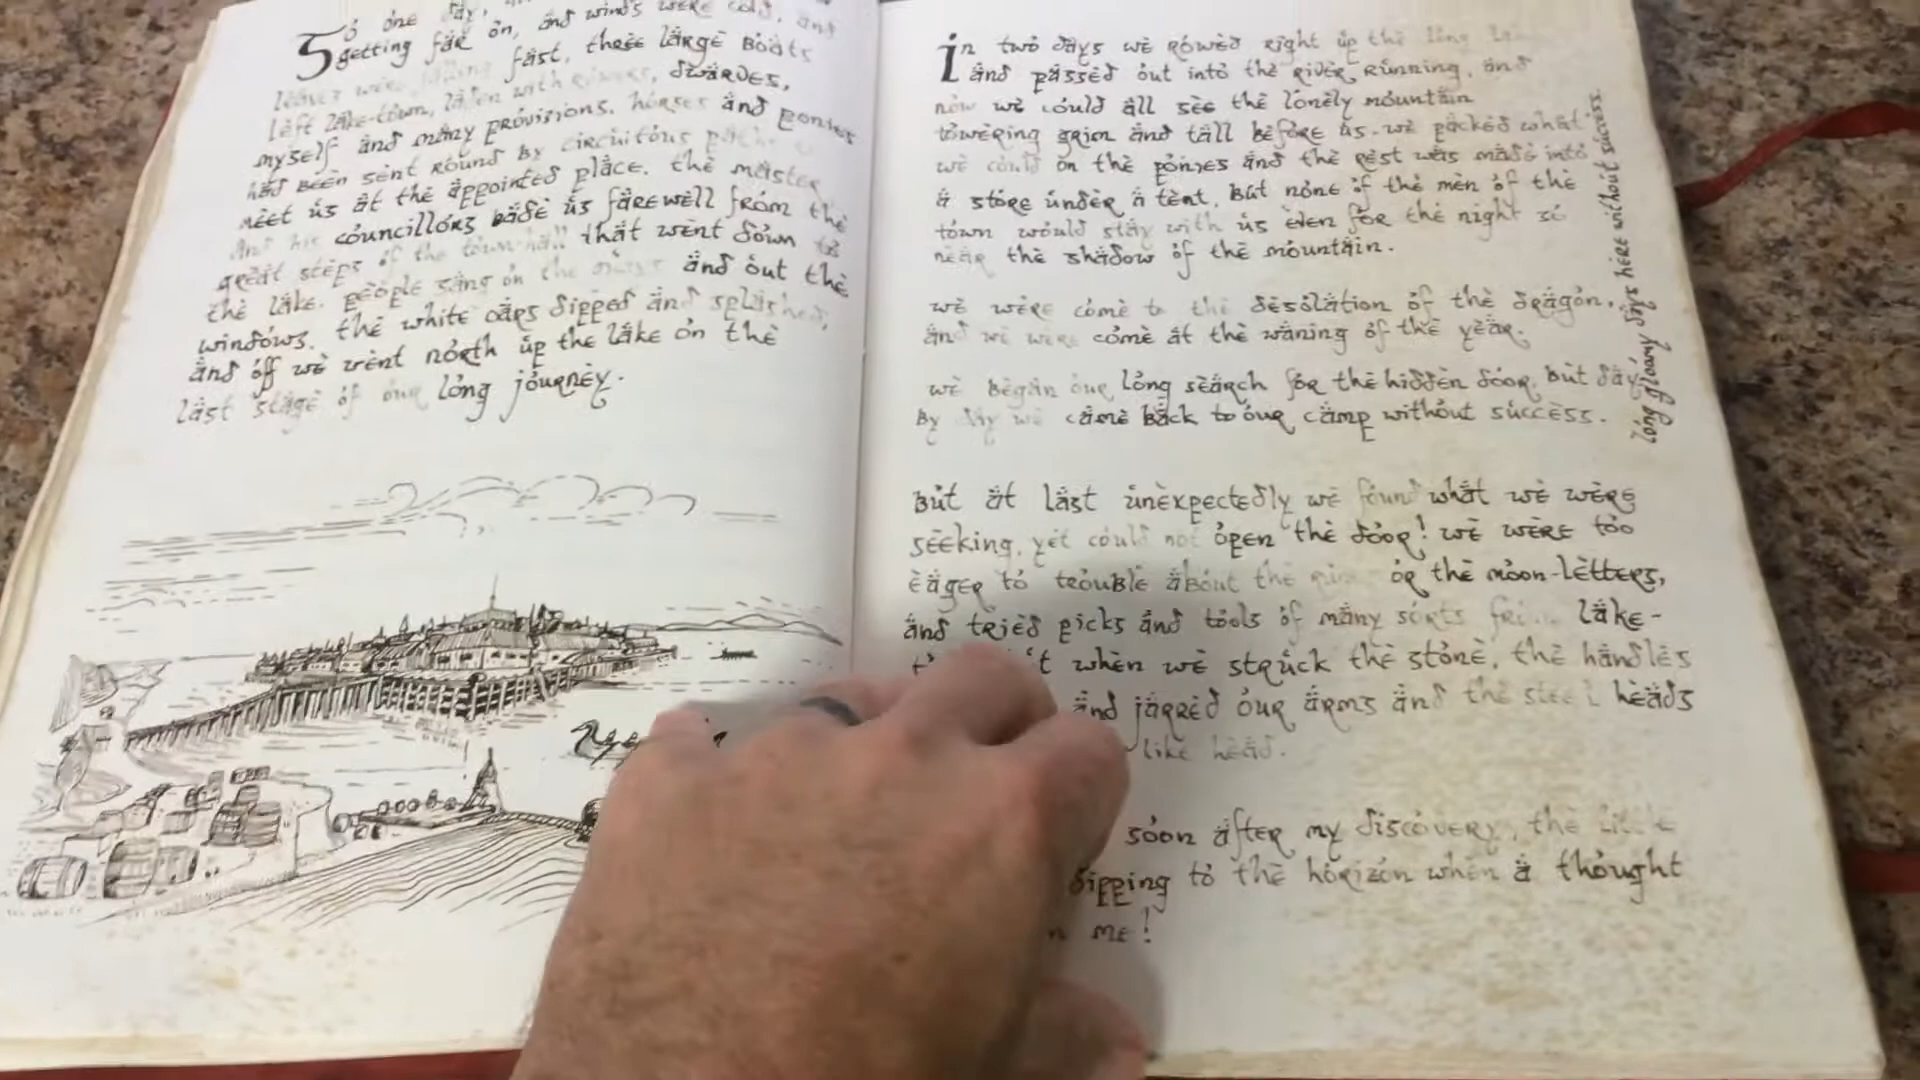 So one day,
getting far on, and winds were cold, and
leaves were falling fast, three large boats
left Lake-town, laden with rowers, dwarves,
myself and many provisions. horses and ponies
had been sent round by circuitous paths to
meet us at the appointed place. the master
and his councillors bade us farewell from the
great steps of the town-hall that went down to
the lake. people sang on the quays and out the
windows. the white oars dipped and splashed,
and off we went north up the lake on the
last stage of our long journey.
in two days we rowed right up the long
and passed out into the river running, and
now we could all see the lonely mountain
towering grim and tall before us. we packed what
we could on the ponies and the rest was made into
a store under a tent, but none of the men of the
town would stay with us even for the night so
near the shadow of the mountain.
we were come to the desolation of the dragon,
and we were come at the waning of the year.
we began our long search for the hidden door, but day
by day we came back to our camp without success.
long gloomy days here without success.
But at last unexpectedly we found what we were
seeking, yet could not open the door! we were too
eager to trouble about the runes or the moon-letters,
and tried picks and tools of many sorts from lake-
when we struck the stone, the handles
and jarred our arms and the steel heads
like lead.
soon after my discovery, the little
dipping to the horizon when a thought
me!